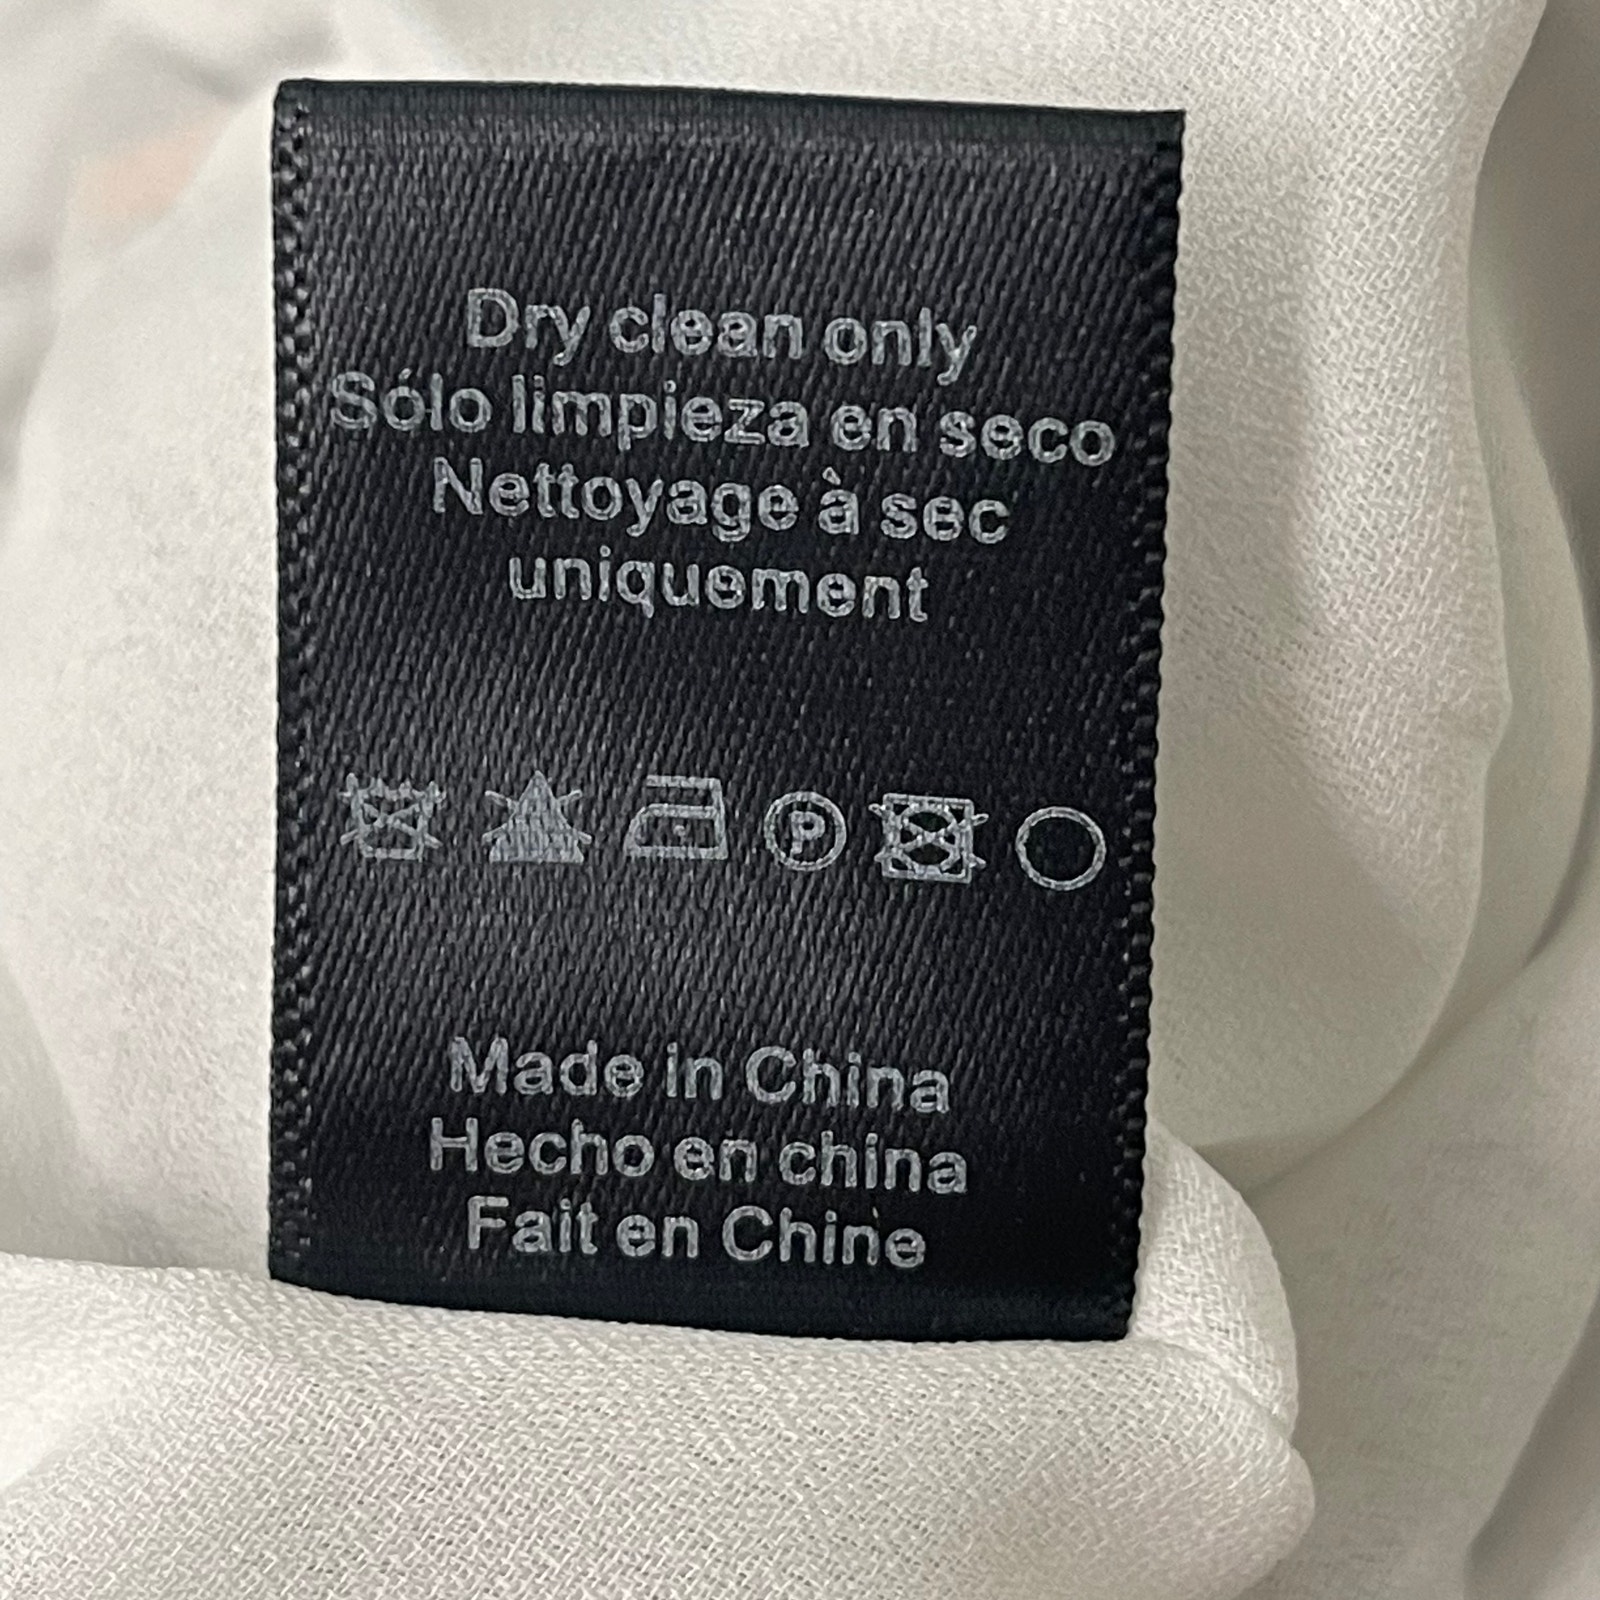 Dry clean only
Sólo limpieza en seco
Nettoyage à sec
uniquement
P
Made in China
Hecho en china
Fait en Chine